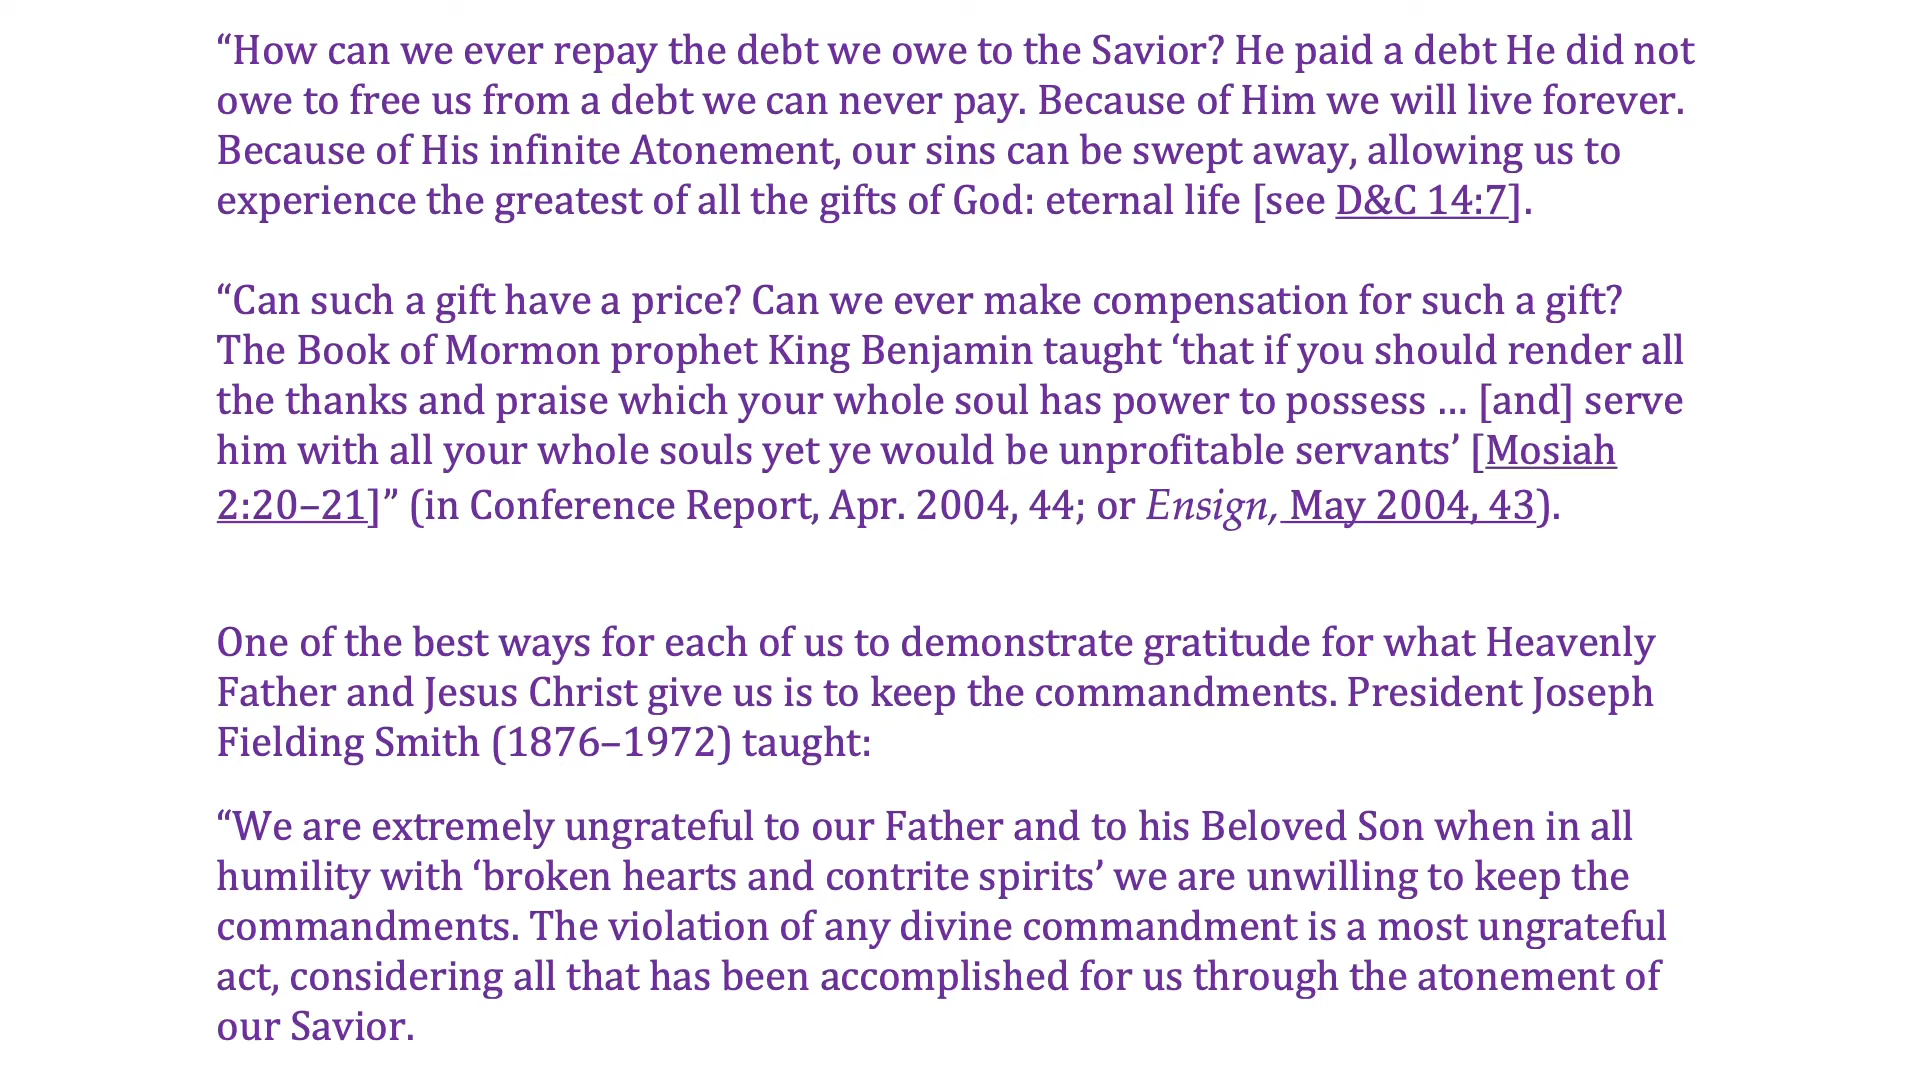 “How can we ever repay the debt we owe to the Savior? He paid a debt He did not
owe to free us from a debt we can never pay. Because of Him we will live forever.
Because of His infinite Atonement, our sins can be swept away, allowing us to
experience the greatest of all the gifts of God: eternal life [see D&C 14:7].
“Can such a gift have a price? Can we ever make compensation for such a gift?
The Book of Mormon prophet King Benjamin taught ‘that if you should render all
the thanks and praise which your whole soul has power to possess … [and] serve
him with all your whole souls yet ye would be unprofitable servants’ [Mosiah
2:20–21]” (in Conference Report, Apr. 2004, 44; or Ensign, May 2004, 43).
One of the best ways for each of us to demonstrate gratitude for what Heavenly
Father and Jesus Christ give us is to keep the commandments. President Joseph
Fielding Smith (1876–1972) taught:
“We are extremely ungrateful to our Father and to his Beloved Son when in all
humility with ‘broken hearts and contrite spirits’ we are unwilling to keep the
commandments. The violation of any divine commandment is a most ungrateful
act, considering all that has been accomplished for us through the atonement of
our Savior.